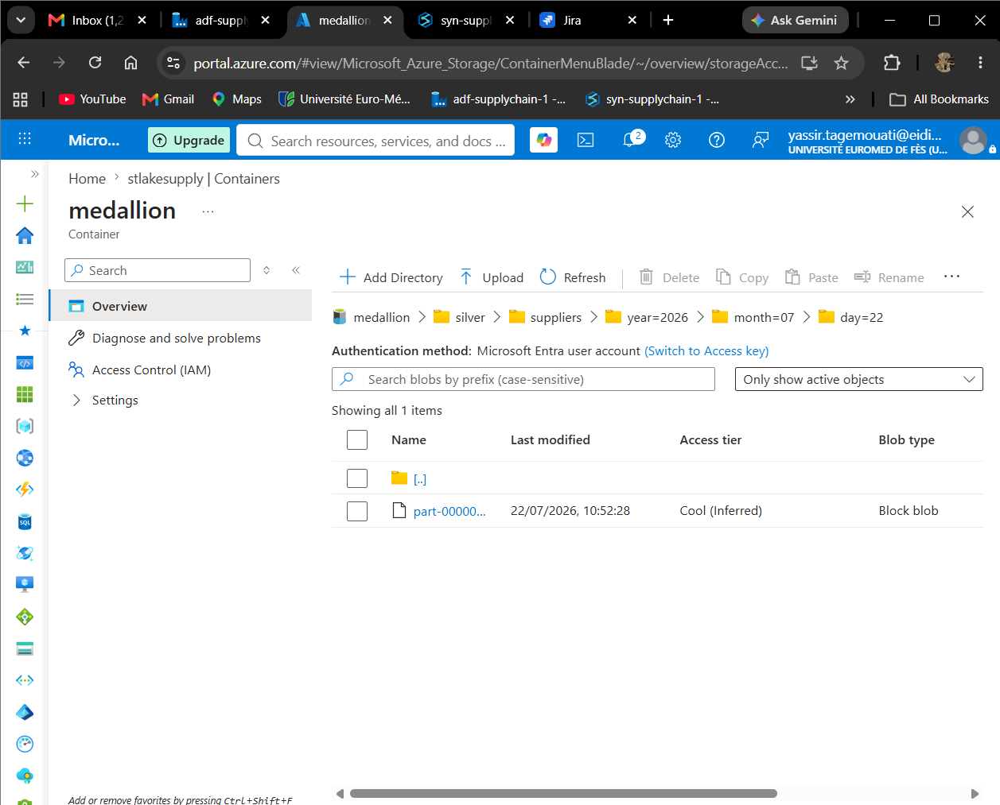 Inbox (1,2
adf-suppl
medallion
syn-suppl
Jira
Ask Gemini
portal.azure.com/#view/Microsoft_Azure_Storage/ContainerMenuBlade/~/overview/storageAcc...
YouTube
Gmail
Maps
Université Euro-Mé...
adf-supplychain-1 -...
syn-supplychain-1 -...
All Bookmarks
Micro...
Upgrade
Search resources, services, and docs ...
2
yassir.tagemouati@eidi...
UNIVERSITÉ EUROMED DE FÈS (U...
Home > stlakesupply | Containers
medallion ...
Container
Search
Overview
Diagnose and solve problems
Access Control (IAM)
Settings
Add Directory
Upload
Refresh
Delete
Copy
Paste
Rename
medallion > silver > suppliers > year=2026 > month=07 > day=22
Authentication method: Microsoft Entra user account (Switch to Access key)
Search blobs by prefix (case-sensitive)
Only show active objects
Showing all 1 items
Name Last modified Access tier Blob type
[..]
part-00000... 22/07/2026, 10:52:28 Cool (Inferred) Block blob
SQL
Add or remove favorites by pressing Ctrl+Shift+F